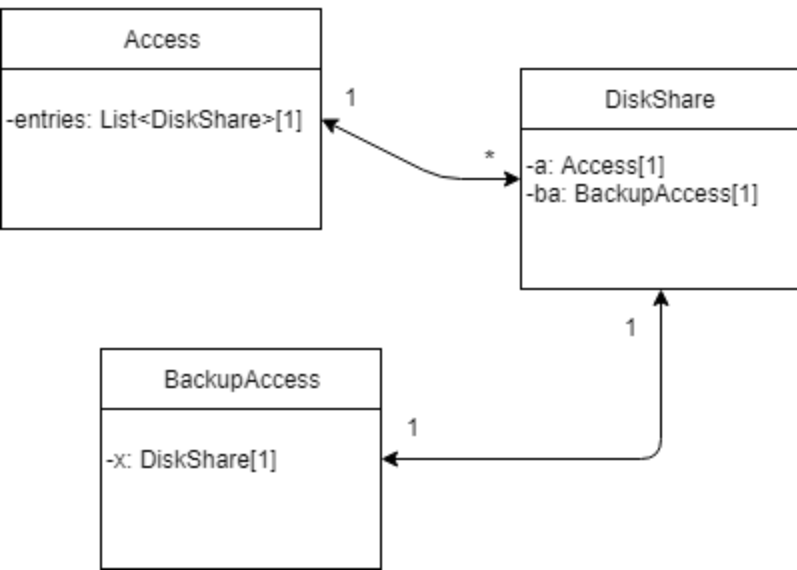 Access
-entries: List<DiskShare>[1]
1
*
DiskShare
-a: Access[1]
-ba: BackupAccess[1]
1
BackupAccess
-x: DiskShare[1]
1